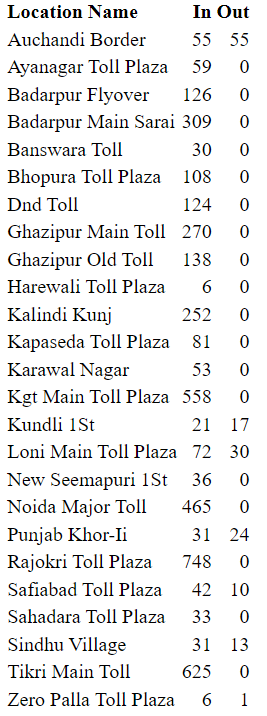 Location Name In Out
Auchandi Border 55 55
Ayanagar Toll Plaza 59 0
Badarpur Flyover 126 0
Badarpur Main Sarai 309 0
Banswara Toll 30 0
Bhopura Toll Plaza 108 0
Dnd Toll 124 0
Ghazipur Main Toll 270 0
Ghazipur Old Toll 138 0
Harewali Toll Plaza 6 0
Kalindi Kunj 252 0
Kapaseda Toll Plaza 81 0
Karawal Nagar 53 0
Kgt Main Toll Plaza 558 0
Kundli 1St 21 17
Loni Main Toll Plaza 72 30
New Seemapuri 1St 36 0
Noida Major Toll 465 0
Punjab Khor-Ii 31 24
Rajokri Toll Plaza 748 0
Safiabad Toll Plaza 42 10
Sahadara Toll Plaza 33 0
Sindhu Village 31 13
Tikri Main Toll 625 0
Zero Palla Toll Plaza 6 1